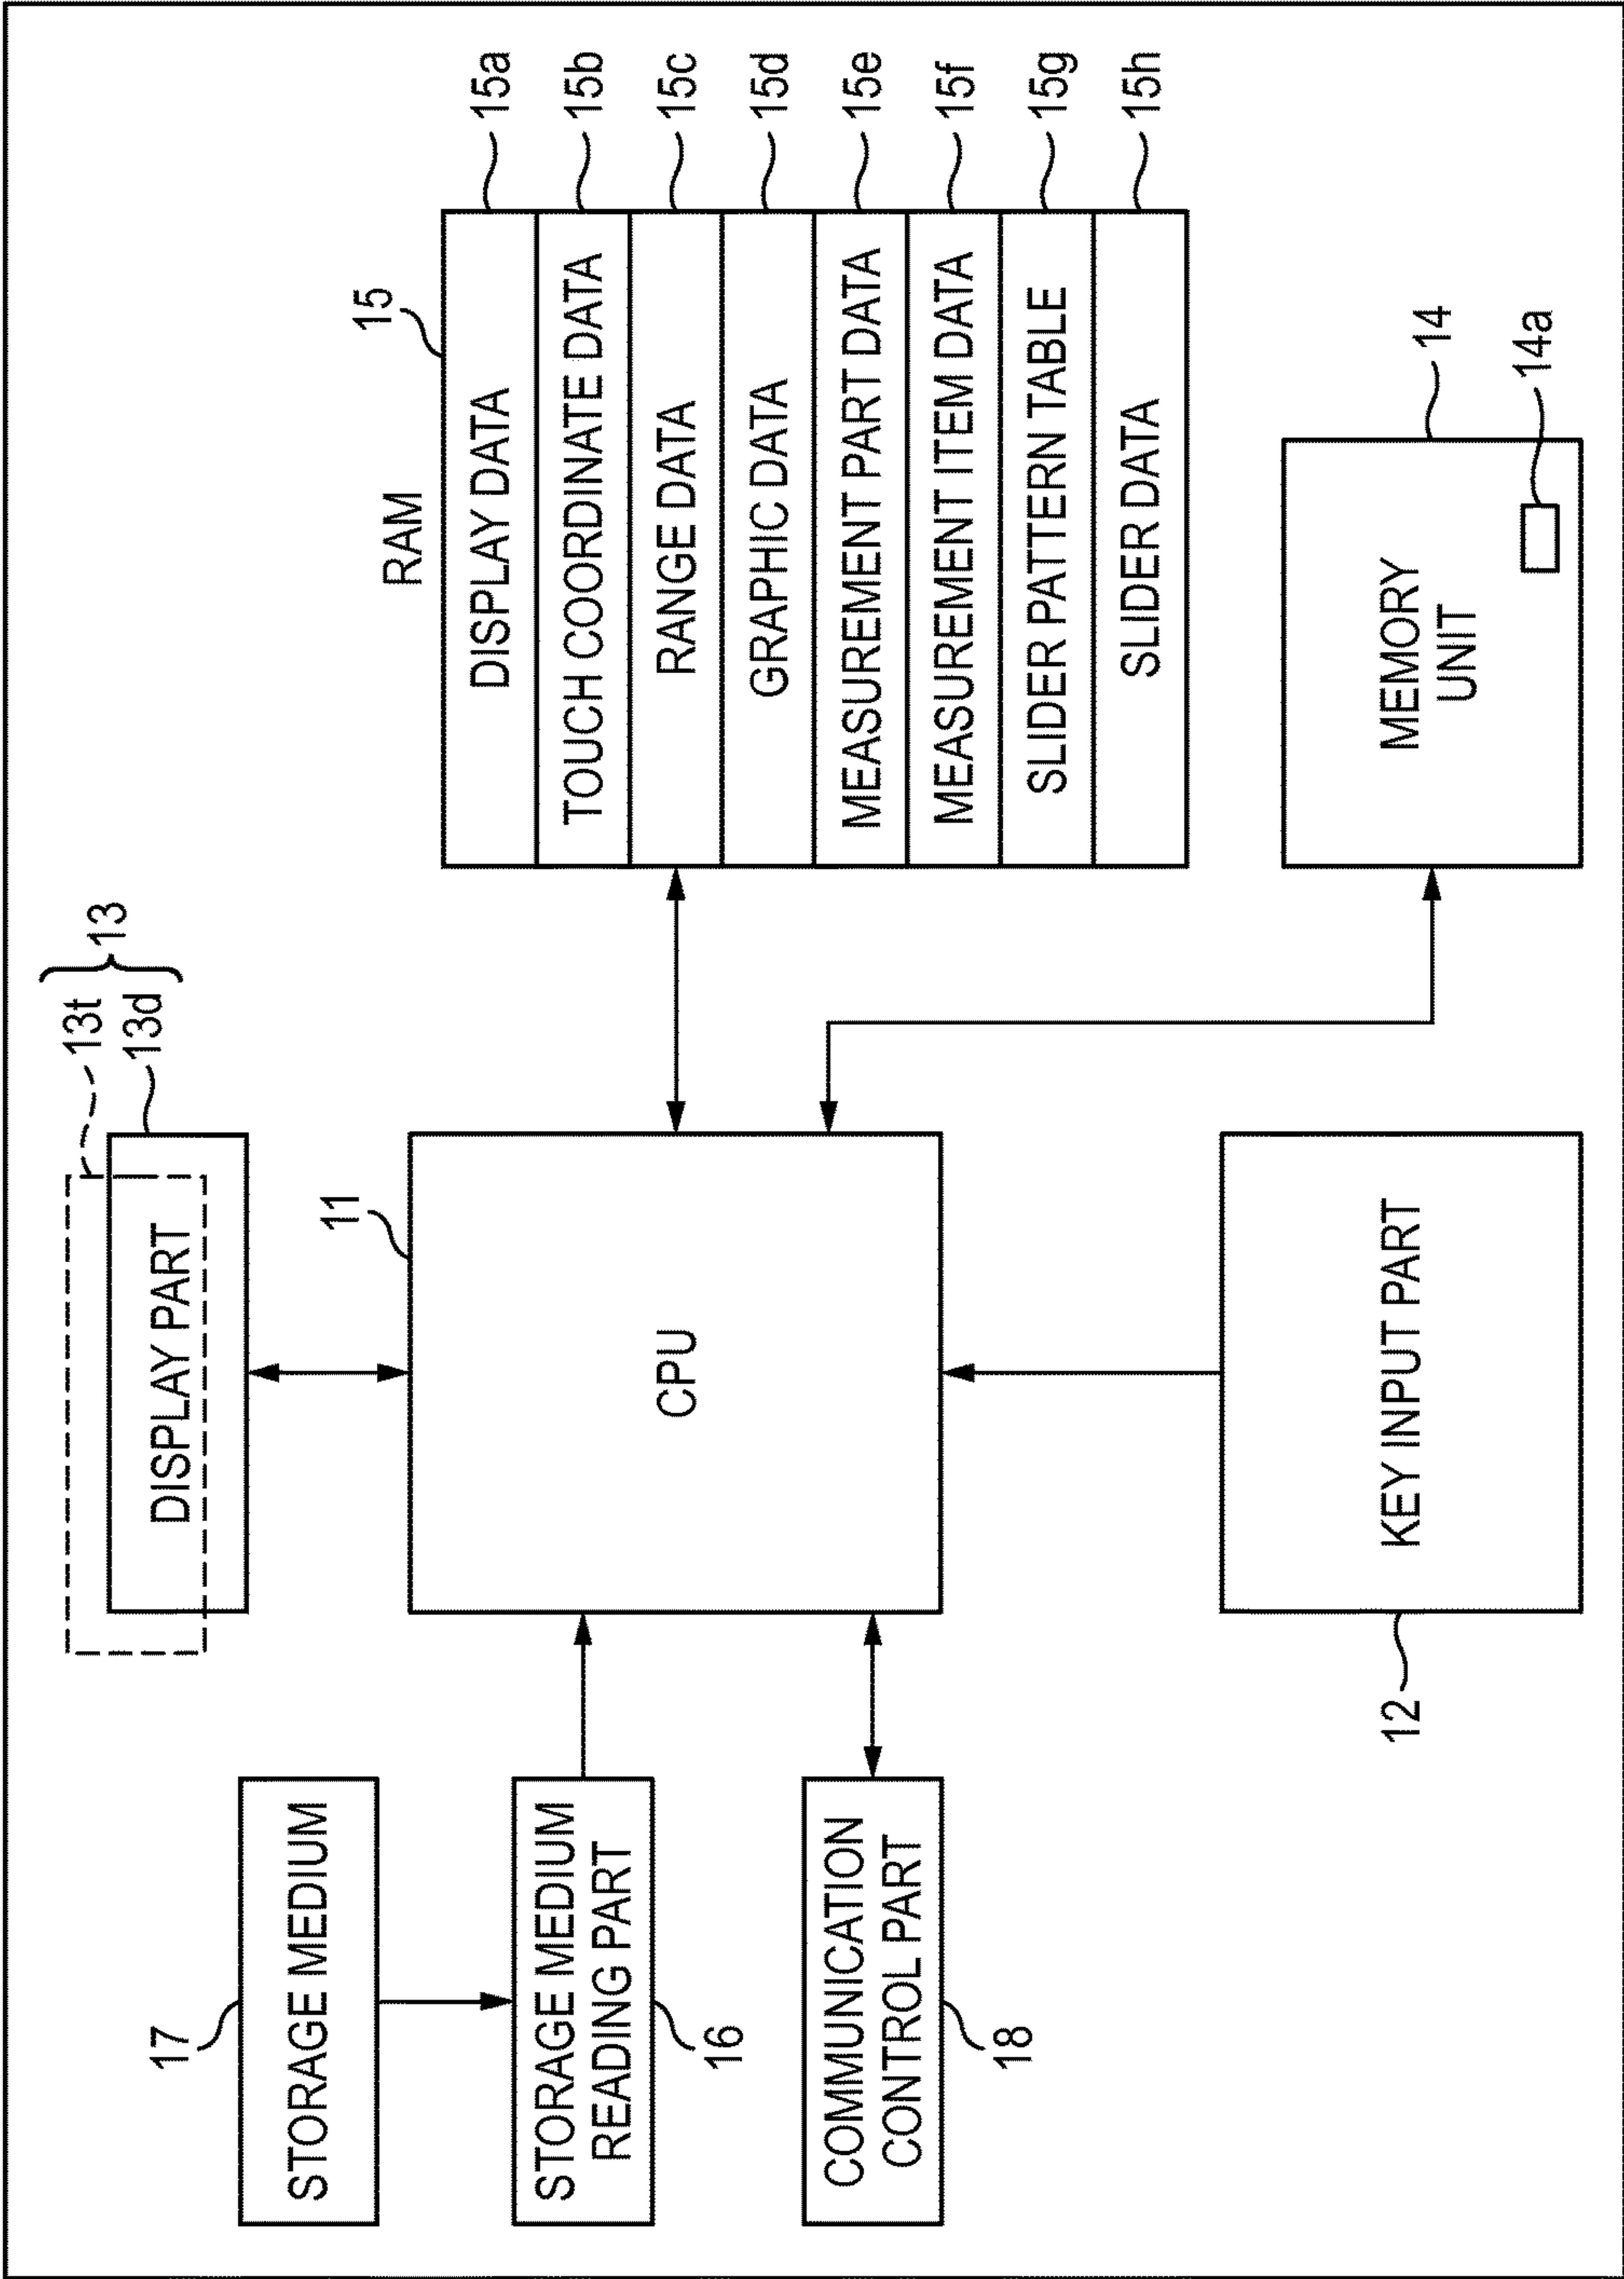 13t
13d
13
DISPLAY PART
17
STORAGE MEDIUM
STORAGE MEDIUM
READING PART
16
COMMUNICATION
CONTROL PART
18
11
CPU
KEY INPUT PART
12
RAM
15
DISPLAY DATA
15a
TOUCH COORDINATE DATA
15b
RANGE DATA
15c
GRAPHIC DATA
15d
MEASUREMENT PART DATA
15e
MEASUREMENT ITEM DATA
15f
SLIDER PATTERN TABLE
15g
SLIDER DATA
15h
MEMORY
UNIT
14
14a